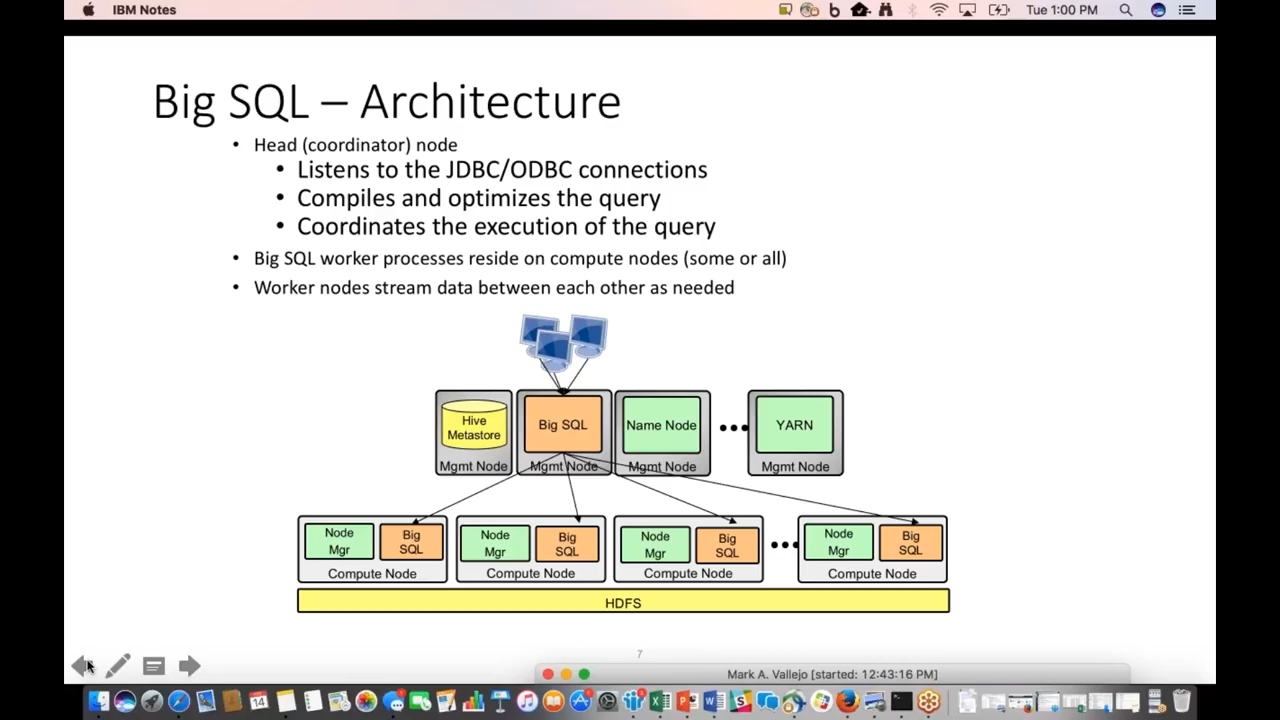 IBM Notes
Tue 1:00 PM
Big SQL – Architecture
• Head (coordinator) node
• Listens to the JDBC/ODBC connections
• Compiles and optimizes the query
• Coordinates the execution of the query
• Big SQL worker processes reside on compute nodes (some or all)
• Worker nodes stream data between each other as needed
Hive
Metastore
Mgmt Node
Big SQL
Mgmt Node
Name Node
Mgmt Node
YARN
Mgmt Node
Node
Mgr
Big
SQL
Compute Node
Node
Mgr
Big
SQL
Compute Node
Node
Mgr
Big
SQL
Compute Node
Node
Mgr
Big
SQL
Compute Node
HDFS
7
Mark A. Vallejo [started: 12:43:16 PM]
14